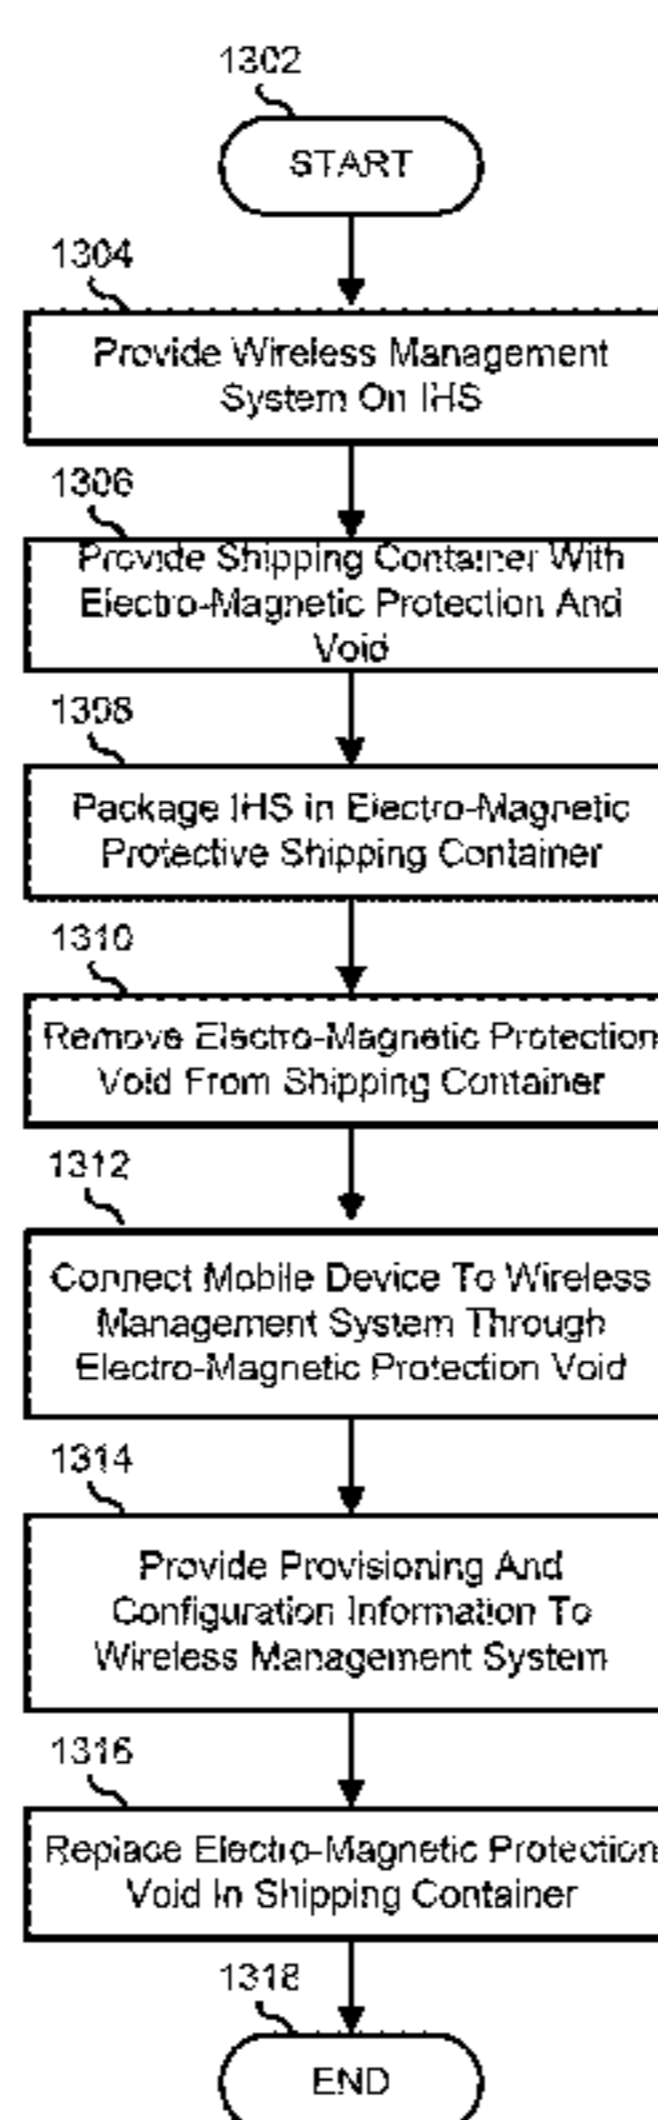 1302
START
1304
Provide Wireless Management
System On IHS
1306
Provide Shipping Container With
Electro-Magnetic Protection And
Void
1308
Package IHS in Electro-Magnetic
Protective Shipping Container
1310
Remove Electro-Magnetic Protection
Void From Shipping Container
1312
Connect Mobile Device To Wireless
Management System Through
Electro-Magnetic Protection Void
1314
Provide Provisioning And
Configuration Information To
Wireless Management System
1316
Replace Electro-Magnetic Protection
Void In Shipping Container
1318
END